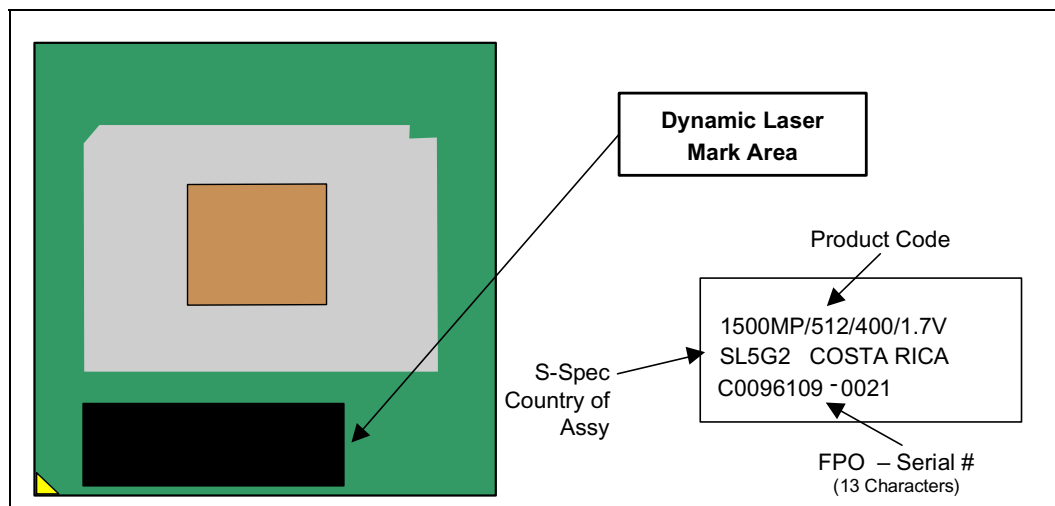 Dynamic Laser
Mark Area
Product Code
1500MP/512/400/1.7V
SL5G2 COSTA RICA
C0096109 -0021
S-Spec
Country of
Assy
FPO – Serial #
(13 Characters)